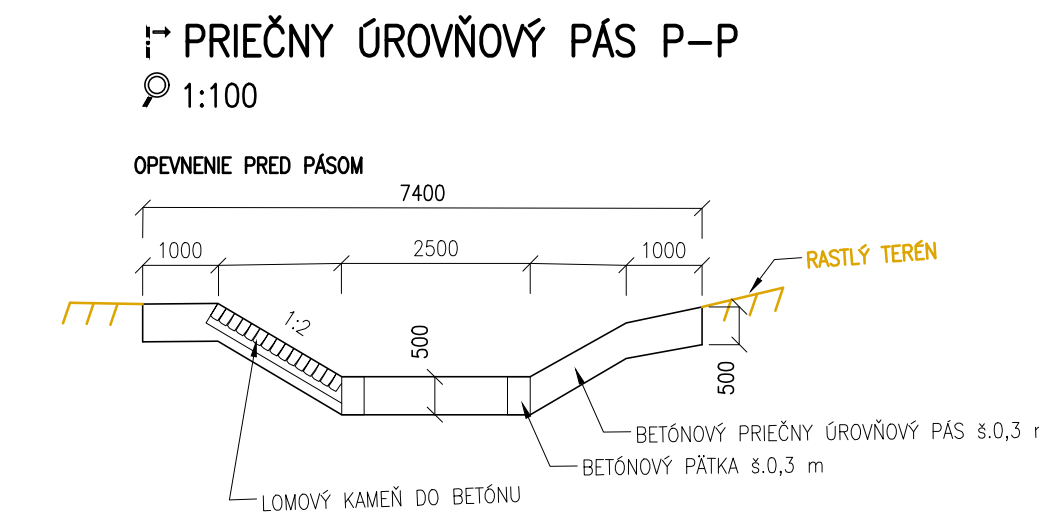 PRIEČNY ÚROVŇOVÝ PÁS P-P
1:100
OPEVNENIE PRED PÁSOM
7400
1000 2500 1000
RASTLÝ TERÉN
1:2
500
500
BETÓNOVÝ PRIEČNY ÚROVŇOVÝ PÁS š.0,3
BETÓNOVÝ PÄTKA š.0,3 m
LOMOVÝ KAMEŇ DO BETÓNU